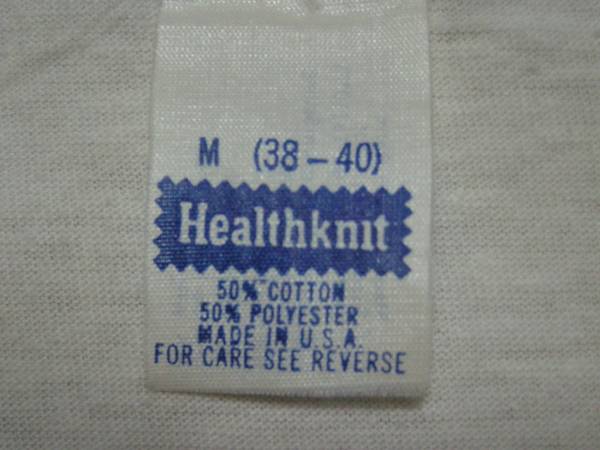 M (38 – 40)
Healthknit
50% COTTON
50% POLYESTER
MADE IN U.S.A.
FOR CARE SEE REVERSE